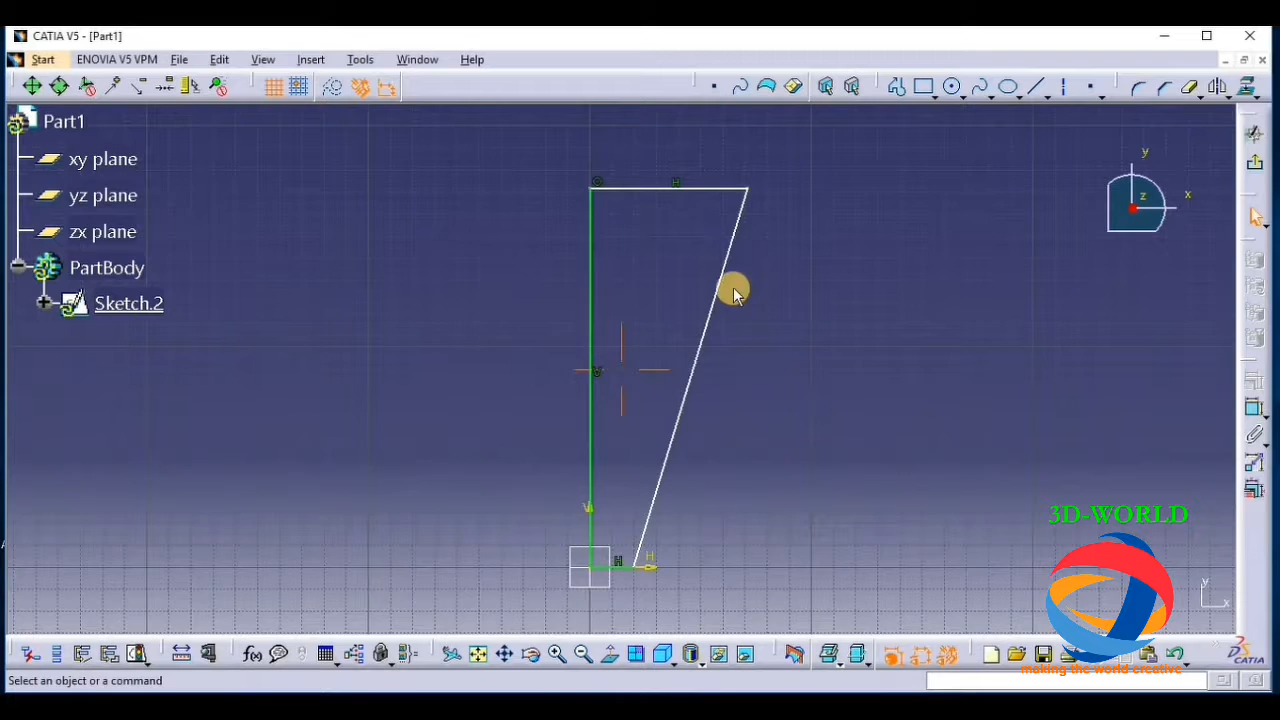 CATIA V5 - [Part1]
Start ENOVIA V5 VPM File Edit View Insert Tools Window Help
Part1
xy plane
yz plane
zx plane
PartBody
Sketch.2
y
z x
H
V
V
H H
y
x
3D-WORLD
making the world creative
f(x)
CATIA
Select an object or a command